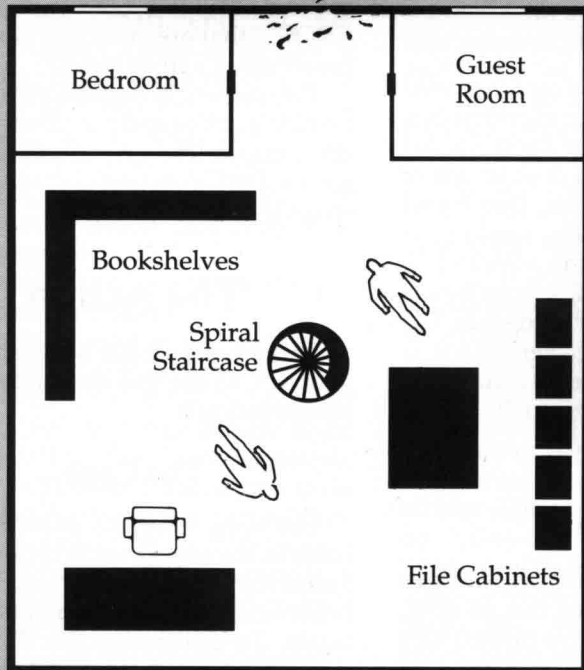 Bedroom
Guest
Room
Bookshelves
Spiral
Staircase
File Cabinets